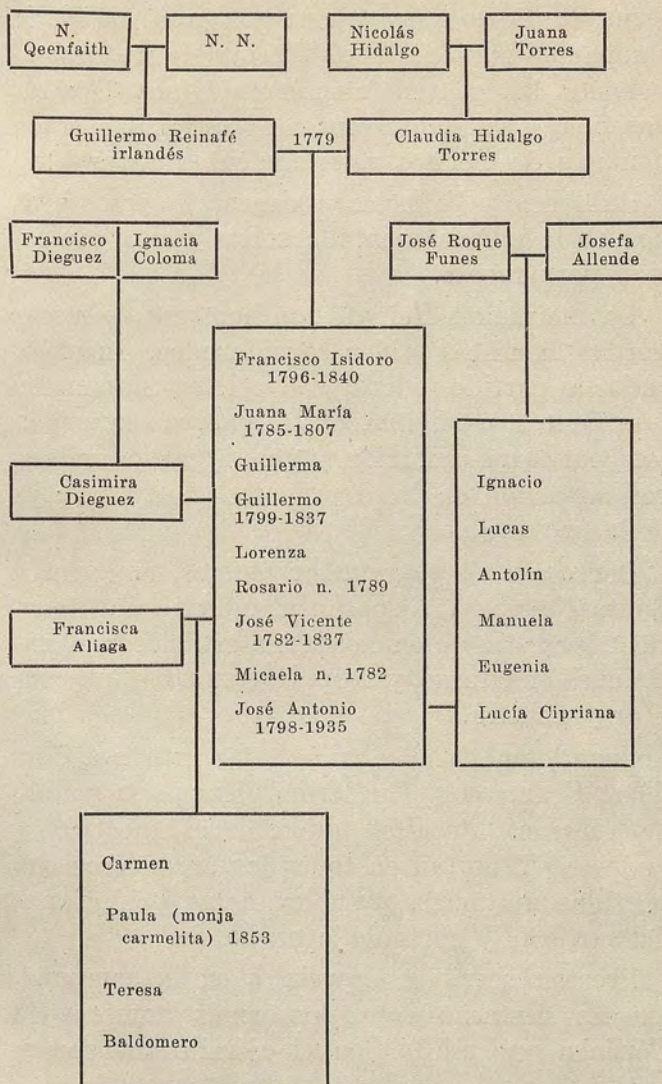 N.
Qeenfaith
N. N.
Nicolás
Hidalgo
Juana
Torres
Guillermo Reinafé
irlandés
1779
Claudia Hidalgo
Torres
Francisco
Dieguez
Ignacia
Coloma
José Roque
Funes
Josefa
Allende
Casimira
Dieguez
Francisca
Aliaga
Francisco Isidoro
1796-1840
Juana María
1785-1807
Guillerma
Guillermo
1799-1837
Lorenza
Rosario n. 1789
José Vicente
1782-1837
Micaela n. 1782
José Antonio
1798-1935
Ignacio
Lucas
Antolín
Manuela
Eugenia
Lucía Cipriana
Carmen
Paula (monja
carmelita) 1853
Teresa
Baldomero